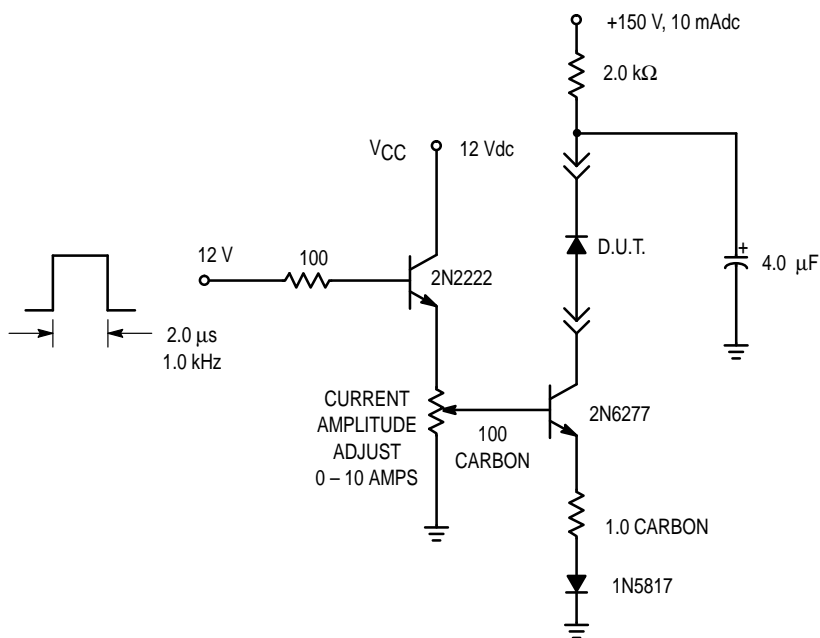 +150 V, 10 mAdc
2.0 kΩ
VCC
12 Vdc
12 V
100
2N2222
D.U.T.
+
4.0 μF
2.0 μs
1.0 kHz
CURRENT
AMPLITUDE
ADJUST
0 – 10 AMPS
100
CARBON
2N6277
1.0 CARBON
1N5817